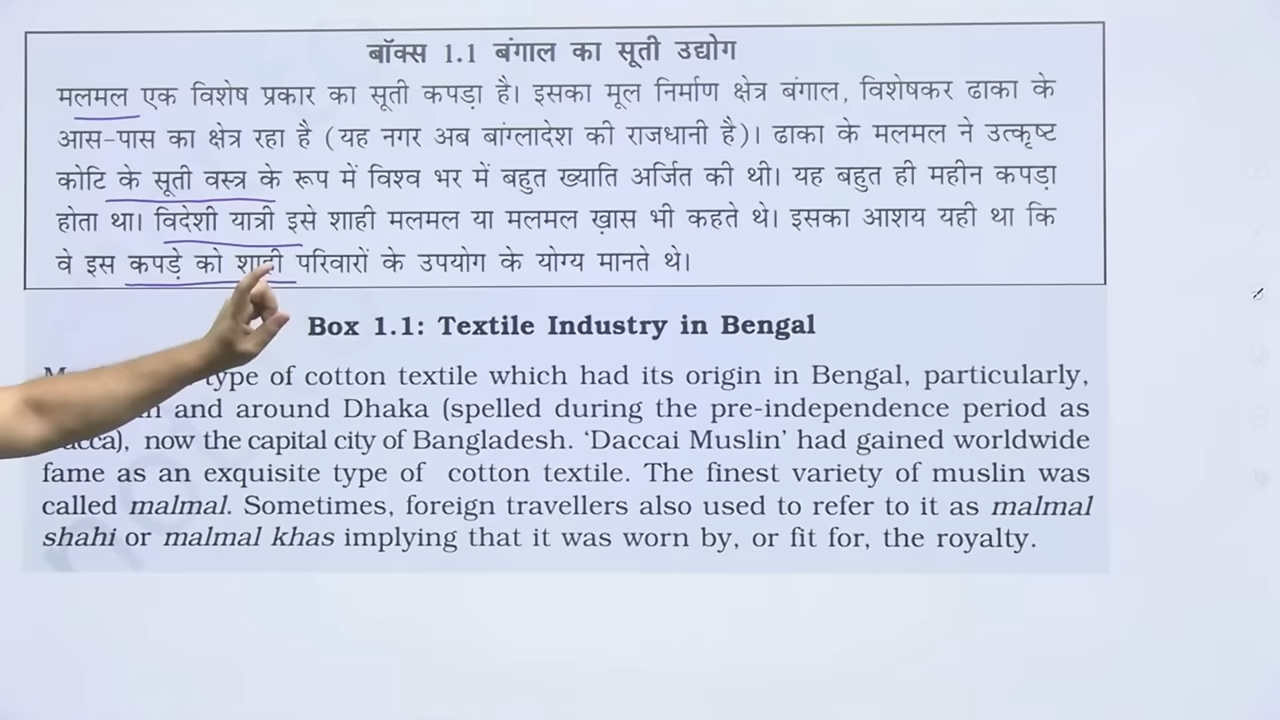 बॉक्स 1.1 बंगाल का सूती उद्योग
मलमल एक विशेष प्रकार का सूती कपड़ा है। इसका मूल निर्माण क्षेत्र बंगाल, विशेषकर ढाका के
आस-पास का क्षेत्र रहा है (यह नगर अब बांग्लादेश की राजधानी है)। ढाका के मलमल ने उत्कृष्ट
कोटि के सूती वस्त्र के रूप में विश्व भर में बहुत ख्याति अर्जित की थी। यह बहुत ही महीन कपड़ा
होता था। विदेशी यात्री इसे शाही मलमल या मलमल ख़ास भी कहते थे। इसका आशय यही था कि
वे इस कपड़े को शाही परिवारों के उपयोग के योग्य मानते थे।
Box 1.1: Textile Industry in Bengal
type of cotton textile which had its origin in Bengal, particularly,
and around Dhaka (spelled during the pre-independence period as
now the capital city of Bangladesh. ‘Daccai Muslin’ had gained worldwide
fame as an exquisite type of cotton textile. The finest variety of muslin was
called malmal. Sometimes, foreign travellers also used to refer to it as malmal
shahi or malmal khas implying that it was worn by, or fit for, the royalty.